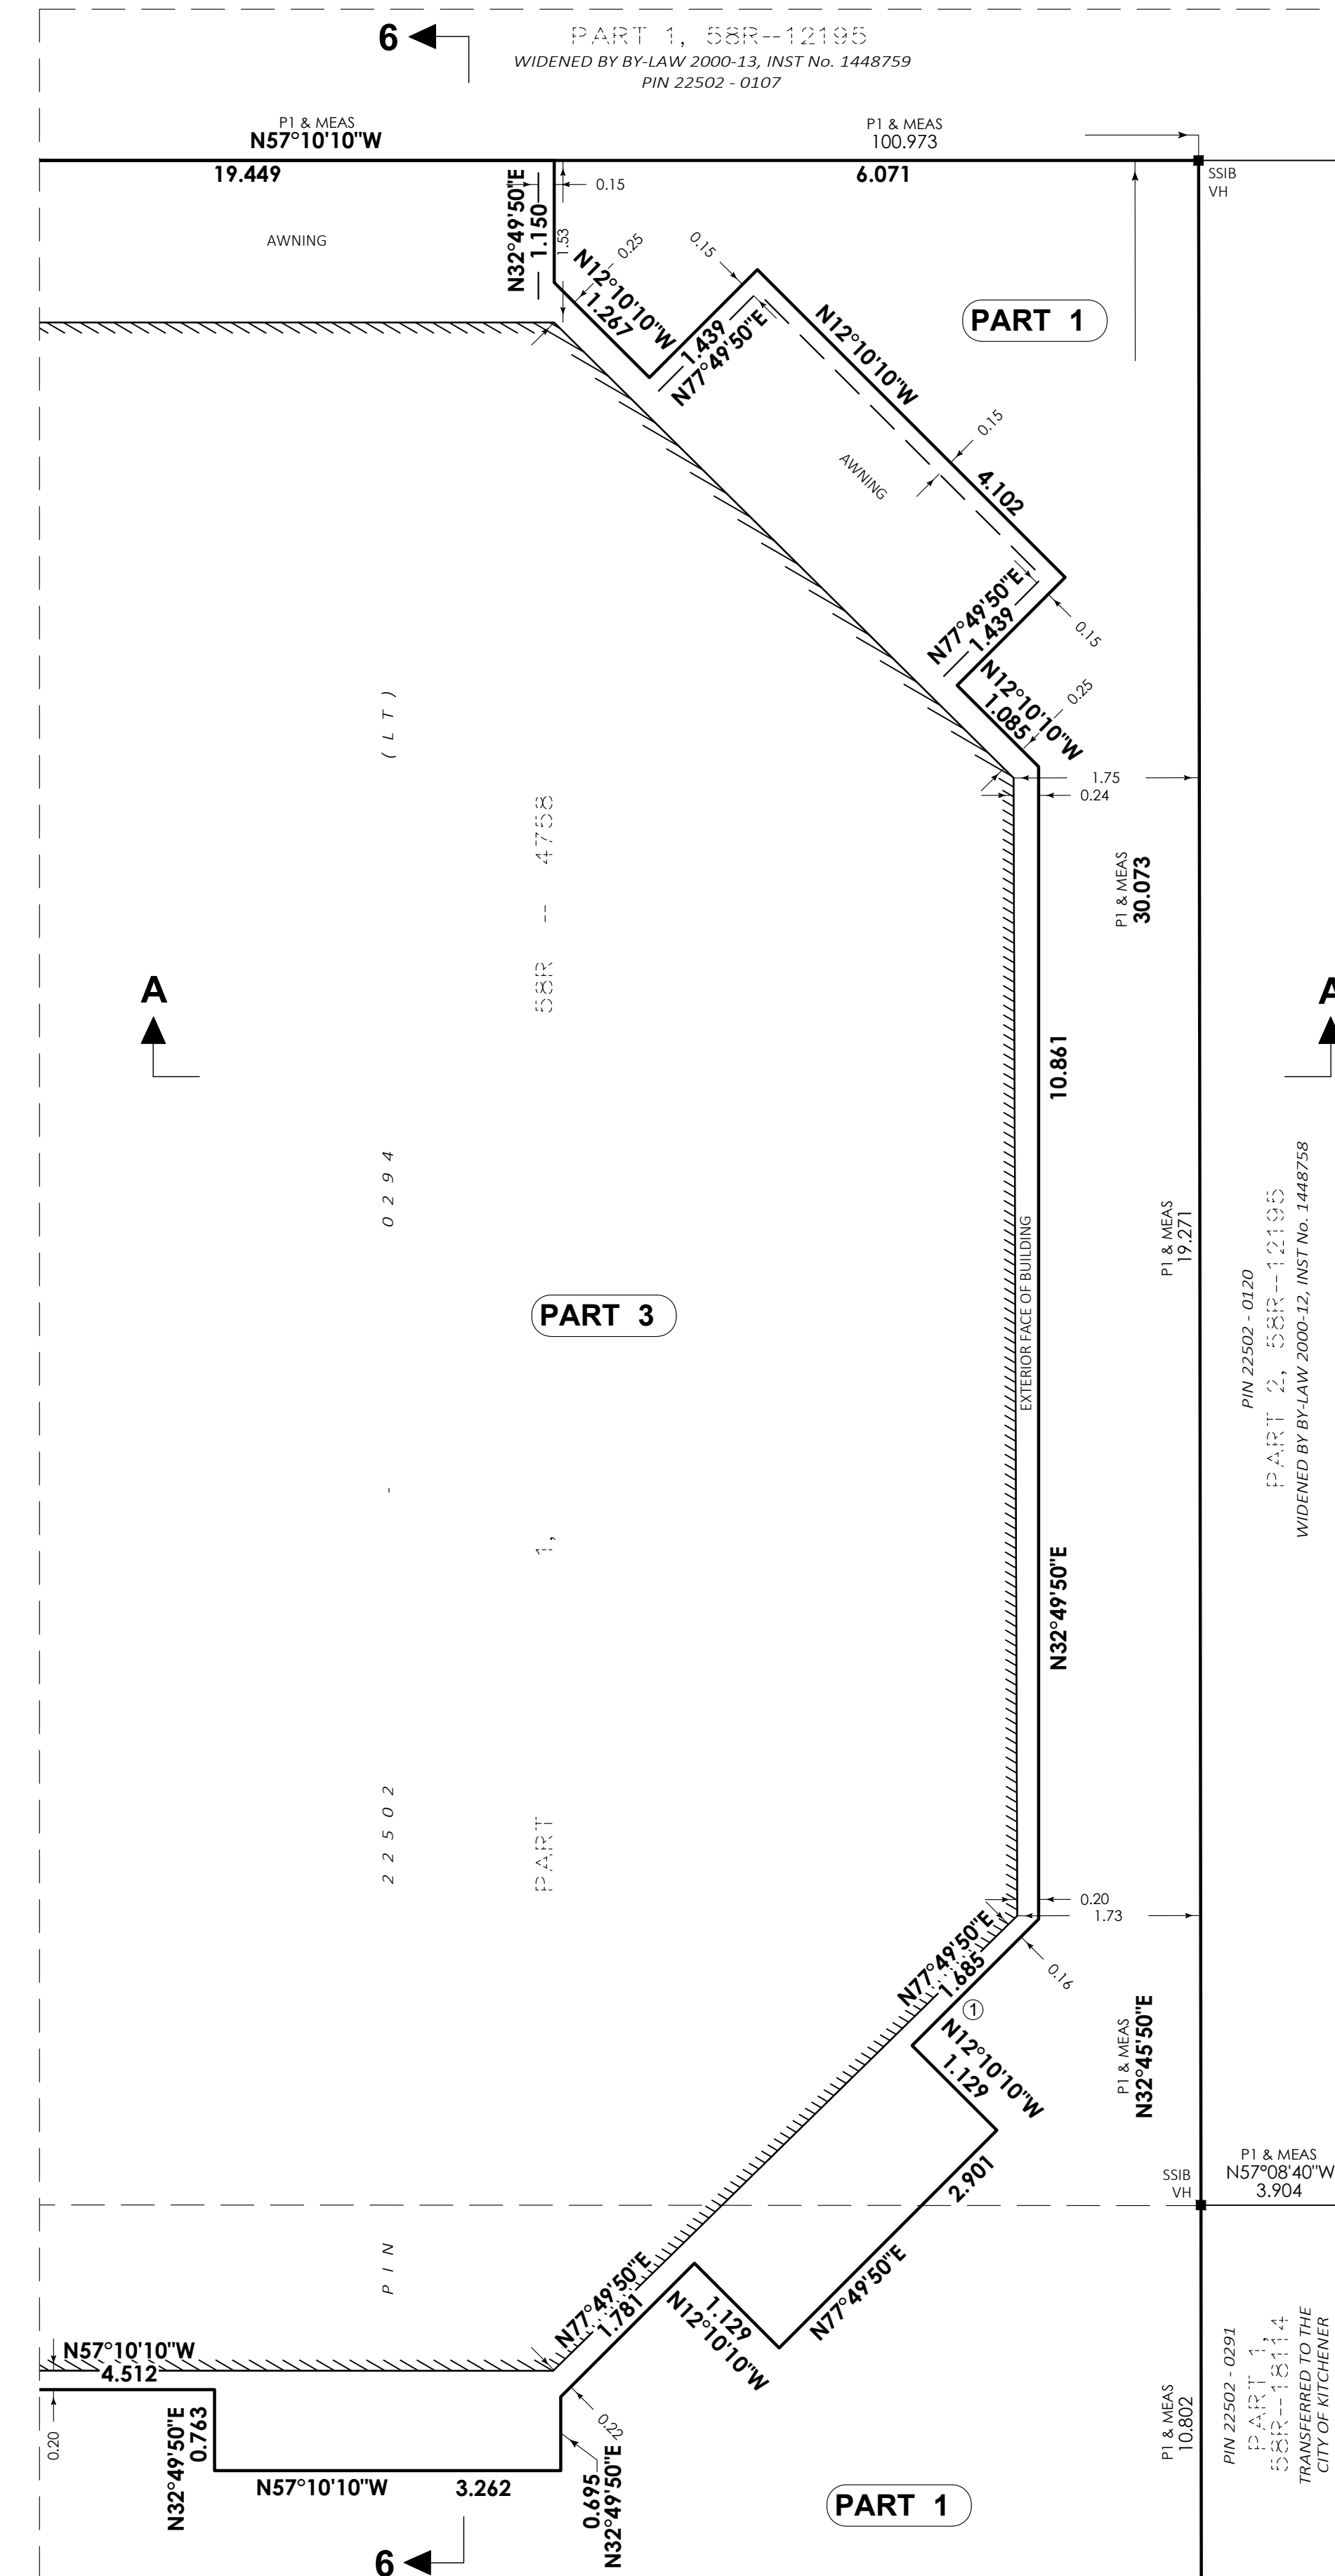 6
PART 1, 58R--12195
WIDENED BY BY-LAW 2000-13, INST No. 1448759
PIN 22502 - 0107
P1 & MEAS
N57°10'10"W
P1 & MEAS
100.973
19.449
6.071
SSIB
VH
N32°49'50"E
1.150
0.15
1.53
AWNING
N12°10'10"W
1.267
0.25
0.15
1.439
N77°49'50"E
N12°10'10"W
PART 1
0.15
AWNING
4.102
N77°49'50"E
1.439
0.15
N12°10'10"W
1.085
0.25
1.75
0.24
(LT)
58R -- 4758
P1 & MEAS
30.073
A
A
10.861
0294
P1 & MEAS
19.271
EXTERIOR FACE OF BUILDING
PIN 22502 - 0120
PART 2, 58R--12195
WIDENED BY BY-LAW 2000-12, INST No. 1448758
PART 3
-
1,
N32°49'50"E
22502
PART
0.20
1.73
N77°49'50"E
1.685
0.16
1
N12°10'10"W
1.129
P1 & MEAS
N32°45'50"E
2.901
SSIB
VH
P1 & MEAS
N57°08'40"W
3.904
PIN
N77°49'50"E
1.781
1.129
N12°10'10"W
N77°49'50"E
N57°10'10"W
4.512
0.20
N32°49'50"E
0.763
0.22
N57°10'10"W
3.262
0.695
N32°49'50"E
P1 & MEAS
10.802
PIN 22502 - 0291
PART 1,
58R--18114
TRANSFERRED TO THE
CITY OF KITCHENER
PART 1
6